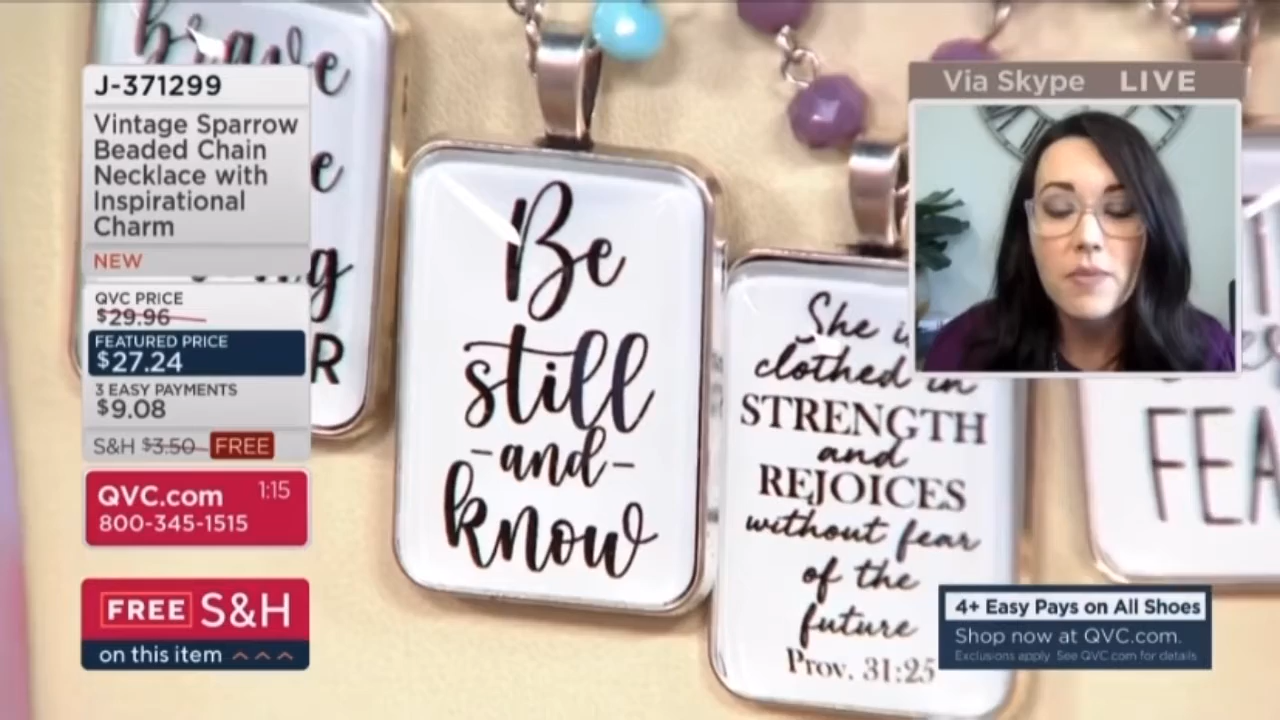 J-371299
Vintage Sparrow
Beaded Chain
Necklace with
Inspirational
Charm
NEW
QVC PRICE
$29.96
FEATURED PRICE
$27.24
3 EASY PAYMENTS
$9.08
S&H $3.50 FREE
QVC.com 1:15
800-345-1515
FREE S&H
on this item
brave
Be
still
-and-
know
She
clothed in
STRENGTH
and
REJOICES
without fear
of the
future
Prov. 31:25
Via Skype LIVE
4+ Easy Pays on All Shoes
Shop now at QVC.com.
Exclusions apply. See QVC.com for details